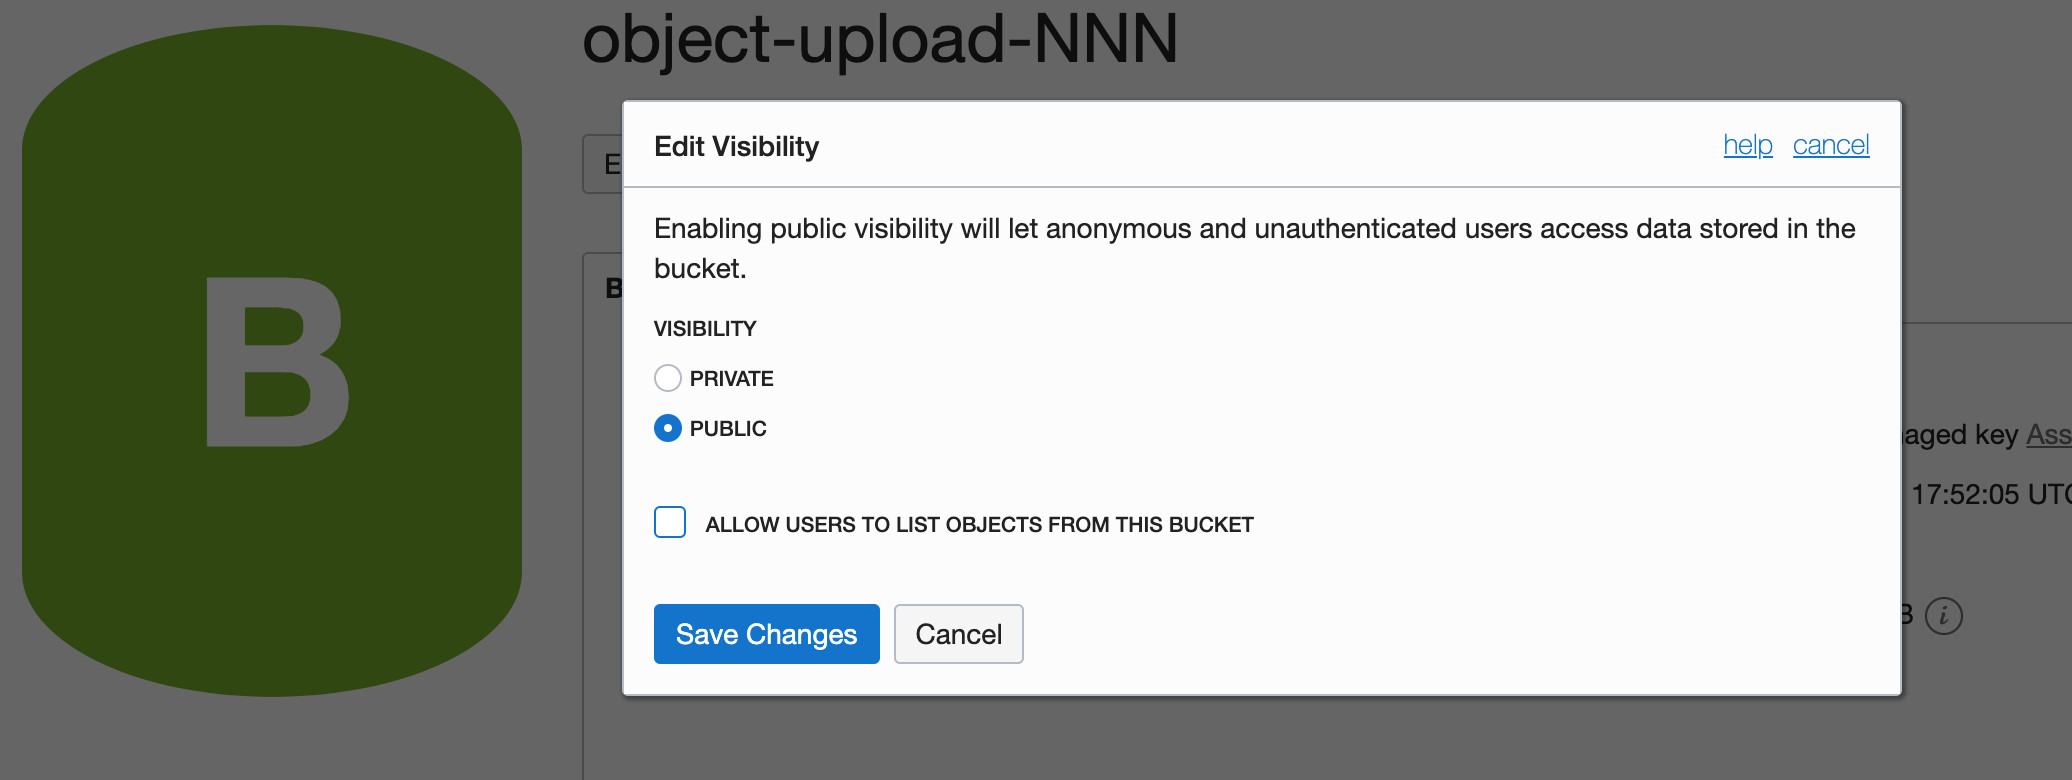 object-upload-NNN
E
B
B
Edit Visibility
help cancel
Enabling public visibility will let anonymous and unauthenticated users access data stored in the
bucket.
VISIBILITY
PRIVATE
PUBLIC
ALLOW USERS TO LIST OBJECTS FROM THIS BUCKET
Save Changes
Cancel
aged key Ass
17:52:05 UTC
B i